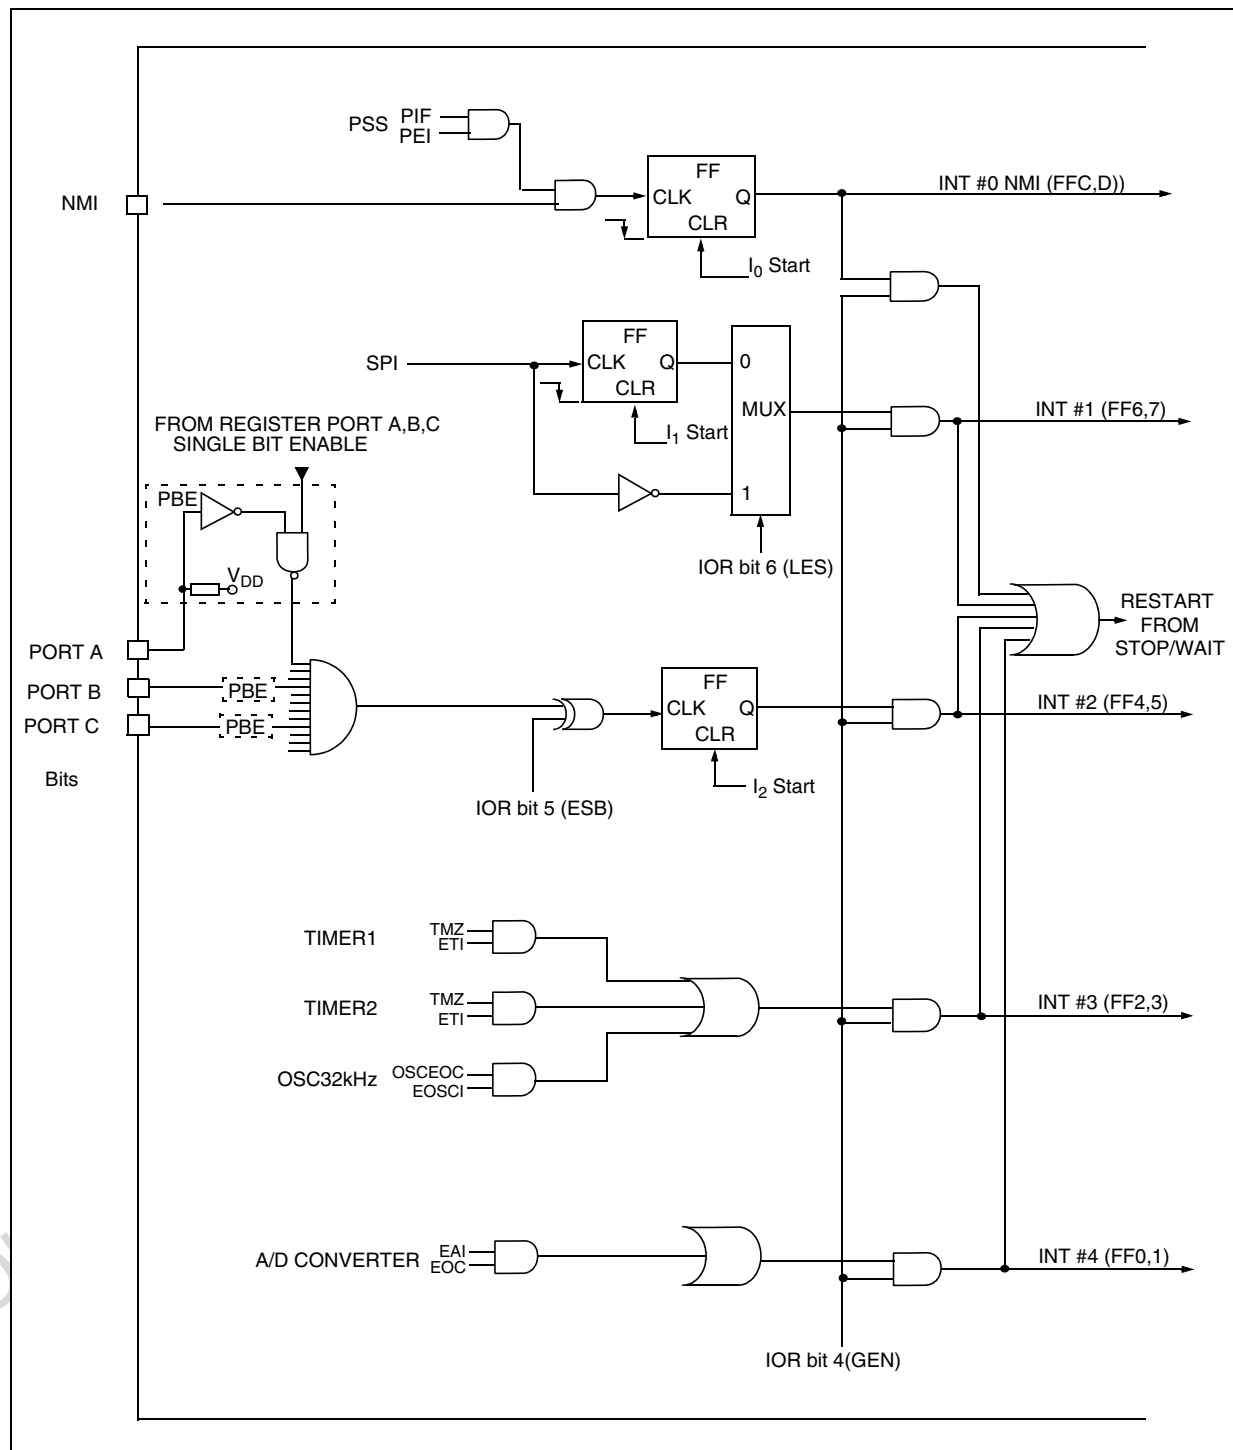 PSS
PIF
PEI
NMI
FF
CLK
Q
CLR
I0 Start
INT #0 NMI (FFC,D))
SPI
FF
CLK
Q
CLR
I1 Start
0
MUX
1
IOR bit 6 (LES)
INT #1 (FF6,7)
FROM REGISTER PORT A,B,C
SINGLE BIT ENABLE
PBE
VDD
PORT A
PORT B
PBE
PORT C
PBE
Bits
IOR bit 5 (ESB)
FF
CLK
Q
CLR
I2 Start
INT #2 (FF4,5)
RESTART
FROM
STOP/WAIT
TIMER1
TMZ
ETI
TIMER2
TMZ
ETI
OSC32kHz
OSCEOC
EOSCI
INT #3 (FF2,3)
A/D CONVERTER
EAI
EOC
INT #4 (FF0,1)
IOR bit 4(GEN)